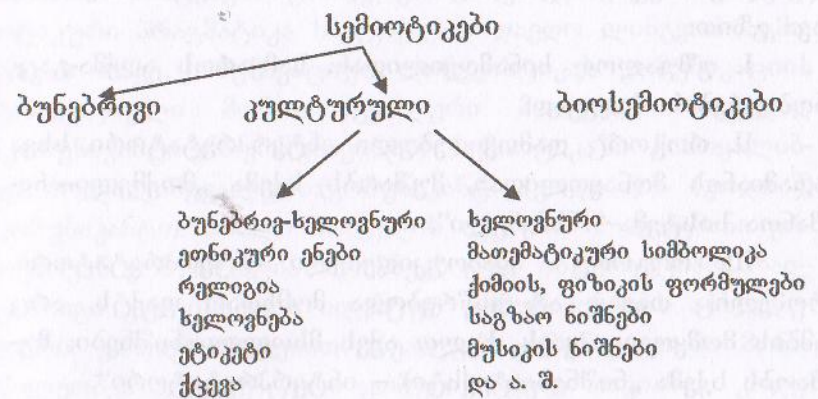 სემიოტიკები
ბუნებრივი კულტურული ბიოსემიოტიკები
ბუნებრივ-ხელოვნური ხელოვნური
ეთნიკური ენები მათემატიკური სიმბოლიკა
რელიგია ქიმიის, ფიზიკის ფორმულები
ხელოვნება საგზაო ნიშნები
ეტიკეტი მუსიკის ნიშნები
ქცევა და ა. შ.